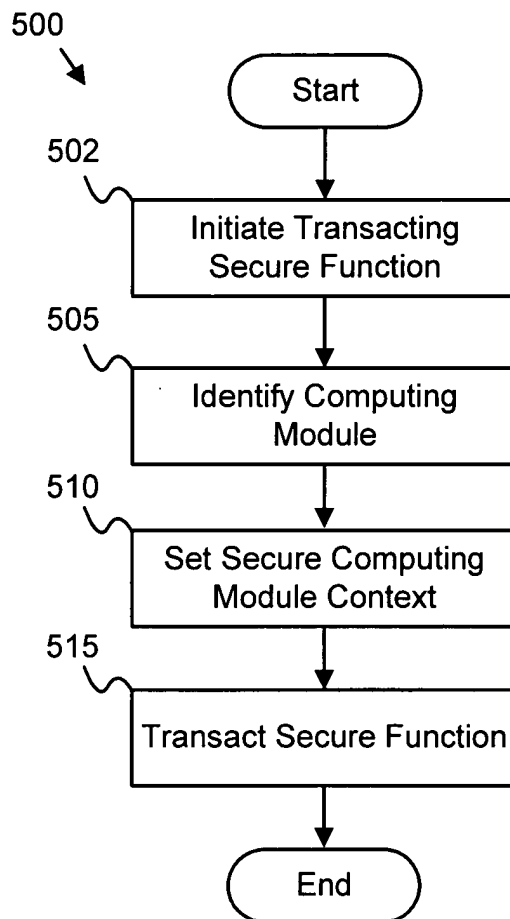 500
Start
502
Initiate Transacting
Secure Function
505
Identify Computing
Module
510
Set Secure Computing
Module Context
515
Transact Secure Function
End